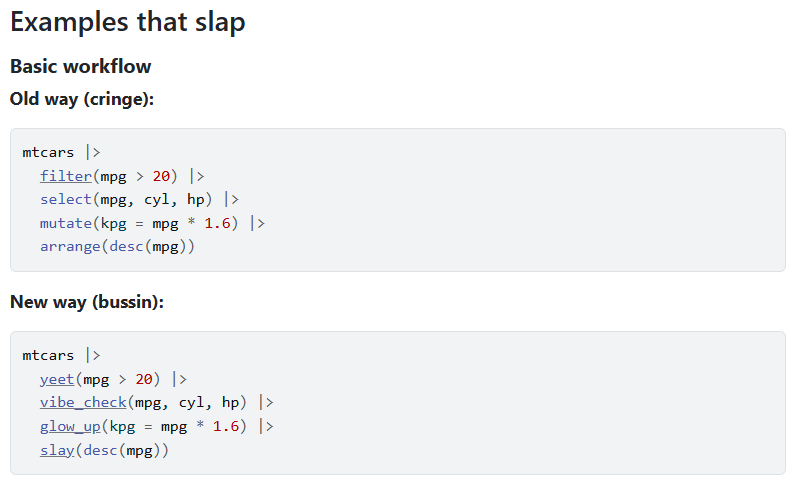 Examples that slap
Basic workflow
Old way (cringe):
mtcars |>
  filter(mpg > 20) |>
  select(mpg, cyl, hp) |>
  mutate(kpg = mpg * 1.6) |>
  arrange(desc(mpg))
New way (bussin):
mtcars |>
  yeet(mpg > 20) |>
  vibe_check(mpg, cyl, hp) |>
  glow_up(kpg = mpg * 1.6) |>
  slay(desc(mpg))